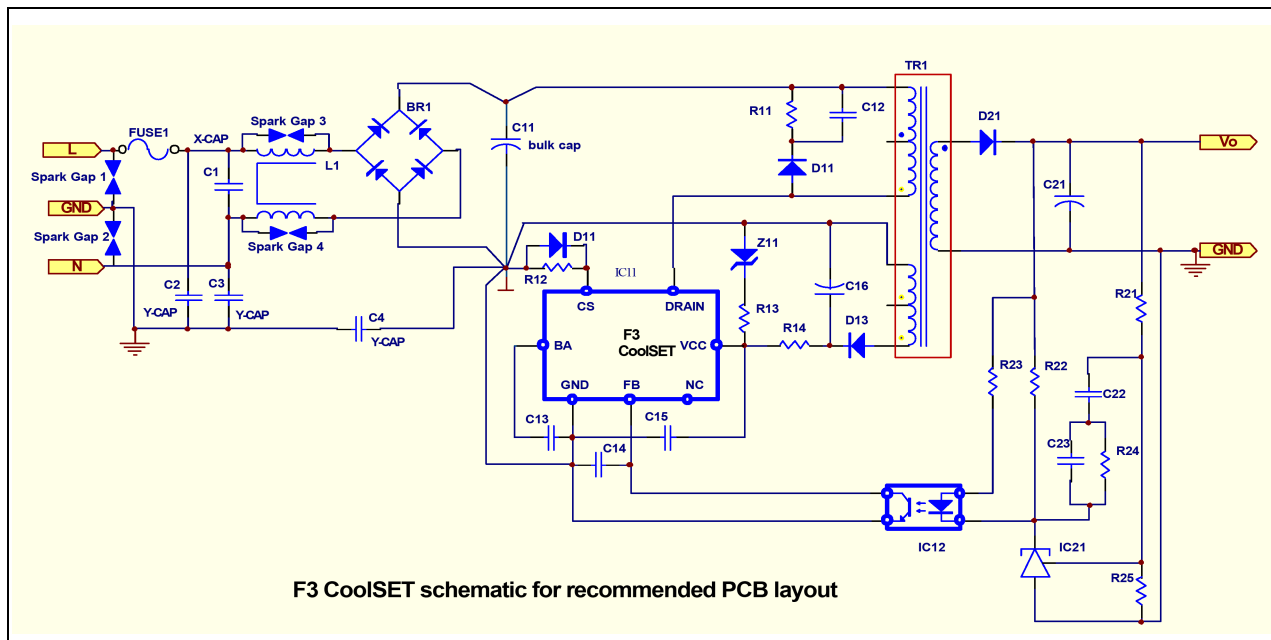 TR1
BR1
Spark Gap 3
FUSE1
X-CAP
L
R11
C12
D21
C11
bulk cap
Vo
Spark Gap 1
C1
L1
D11
C21
GND
Spark Gap 2
Spark Gap 4
D11
Z11
GND
N
R12
IC11
C2
C3
C16
R21
Y-CAP
Y-CAP
CS
DRAIN
R13
C4
Y-CAP
F3
CoolSET
R14
D13
BA
VCC
R23
R22
GND
FB
NC
C22
C13
C15
C14
C23
R24
IC12
IC21
R25
F3 CoolSET schematic for recommended PCB layout